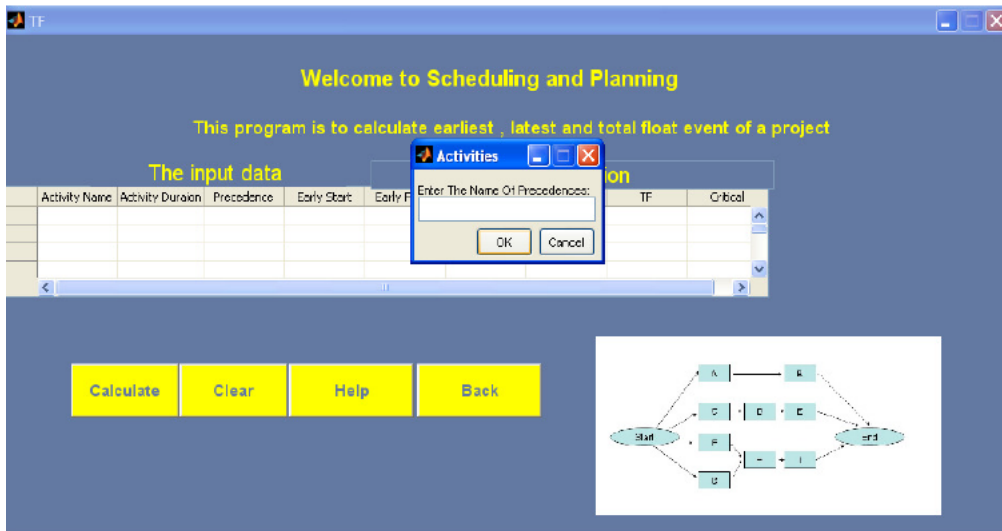 TF
Welcome to Scheduling and Planning
This program is to calculate earliest , latest and total float event of a project
The input data
ion
Activities
Enter The Name Of Precedences:
OK
Cancel
Activity Name Activity Duraion Precedence Early Start Early F TF Critical
Calculate
Clear
Help
Back
A
C D E
Start
End
F
G